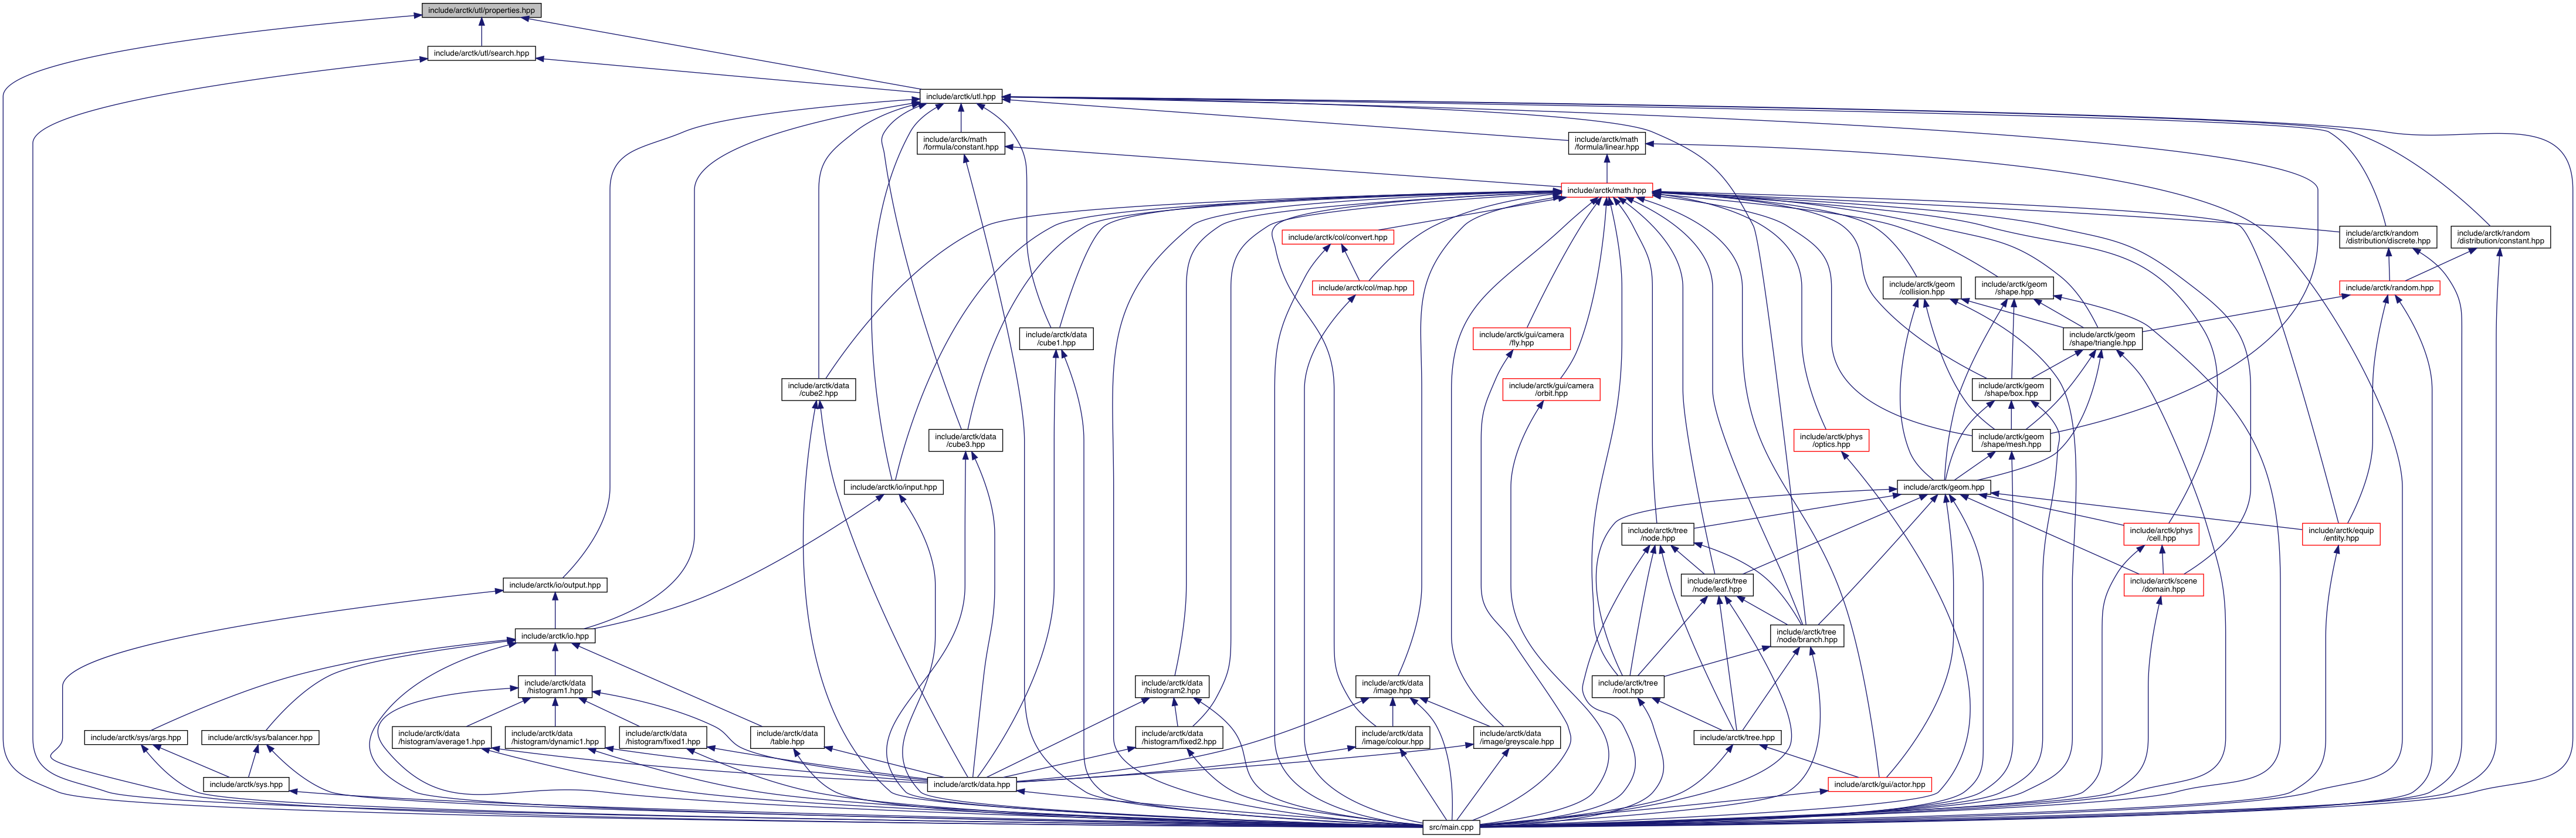 include/arctk/utl/properties.hpp
include/arctk/utl/search.hpp
include/arctk/utl.hpp
include/arctk/math
/formula/constant.hpp
include/arctk/math
/formula/linear.hpp
include/arctk/math.hpp
include/arctk/col/convert.hpp
include/arctk/random
/distribution/discrete.hpp
include/arctk/random
/distribution/constant.hpp
include/arctk/col/map.hpp
include/arctk/geom
/collision.hpp
include/arctk/geom
/shape.hpp
include/arctk/random.hpp
include/arctk/data
/cube1.hpp
include/arctk/gui/camera
/fly.hpp
include/arctk/geom
/shape/triangle.hpp
include/arctk/data
/cube2.hpp
include/arctk/gui/camera
/orbit.hpp
include/arctk/geom
/shape/box.hpp
include/arctk/data
/cube3.hpp
include/arctk/phys
/optics.hpp
include/arctk/geom
/shape/mesh.hpp
include/arctk/io/input.hpp
include/arctk/geom.hpp
include/arctk/tree
/node.hpp
include/arctk/phys
/cell.hpp
include/arctk/equip
/entity.hpp
include/arctk/io/output.hpp
include/arctk/tree
/node/leaf.hpp
include/arctk/scene
/domain.hpp
include/arctk/io.hpp
include/arctk/tree
/node/branch.hpp
include/arctk/data
/histogram1.hpp
include/arctk/data
/histogram2.hpp
include/arctk/data
/image.hpp
include/arctk/tree
/root.hpp
include/arctk/sys/args.hpp
include/arctk/sys/balancer.hpp
include/arctk/data
/histogram/average1.hpp
include/arctk/data
/histogram/dynamic1.hpp
include/arctk/data
/histogram/fixed1.hpp
include/arctk/data
/table.hpp
include/arctk/data
/histogram/fixed2.hpp
include/arctk/data
/image/colour.hpp
include/arctk/data
/image/greyscale.hpp
include/arctk/tree.hpp
include/arctk/sys.hpp
include/arctk/data.hpp
include/arctk/gui/actor.hpp
src/main.cpp